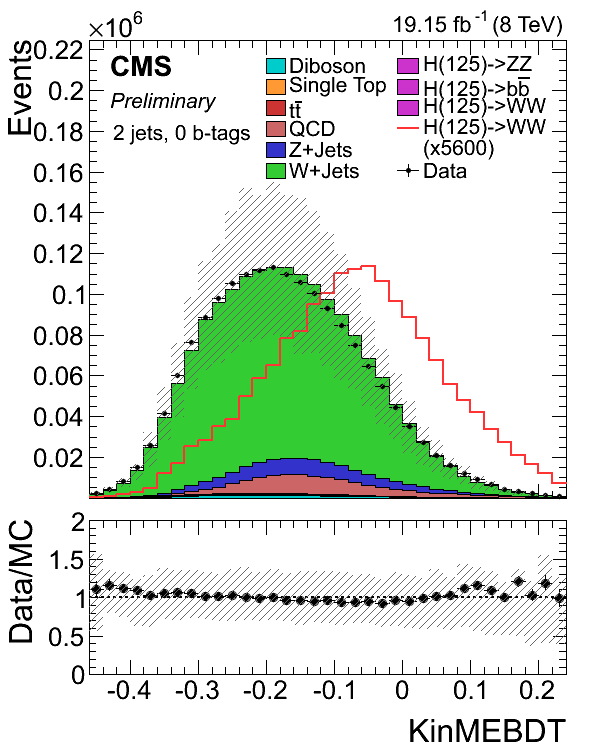 ×10⁶
19.15 fb⁻¹ (8 TeV)
Events
0.22
0.2
0.18
0.16
0.14
0.12
0.1
0.08
0.06
0.04
0.02
CMS
Preliminary
2 jets, 0 b-tags
Diboson
Single Top
tt̅
QCD
Z+Jets
W+Jets
H(125)->ZZ
H(125)->bb̅
H(125)->WW
H(125)->WW
(x5600)
Data
Data/MC
2
1.5
1
0.5
0
-0.4 -0.3 -0.2 -0.1 0 0.1 0.2
KinMEBDT